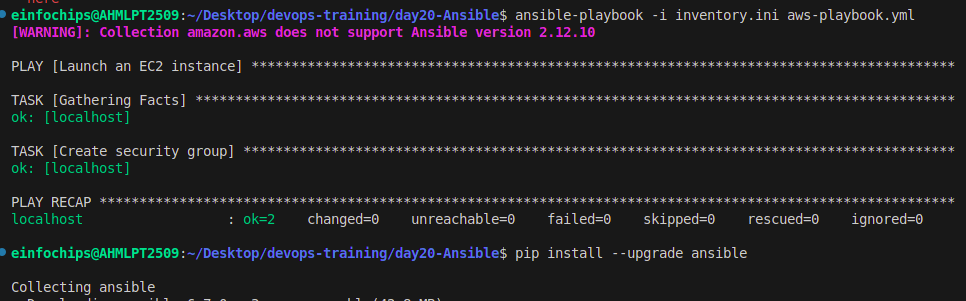 here
einfochips@AHMLPT2509:~/Desktop/devops-training/day20-Ansible$ ansible-playbook -i inventory.ini aws-playbook.yml
[WARNING]: Collection amazon.aws does not support Ansible version 2.12.10
PLAY [Launch an EC2 instance] ****************************************************************************************
TASK [Gathering Facts] ***********************************************************************************************
ok: [localhost]
TASK [Create security group] *****************************************************************************************
ok: [localhost]
PLAY RECAP ***********************************************************************************************************
localhost                  : ok=2    changed=0    unreachable=0    failed=0    skipped=0    rescued=0    ignored=0
einfochips@AHMLPT2509:~/Desktop/devops-training/day20-Ansible$ pip install --upgrade ansible
Collecting ansible